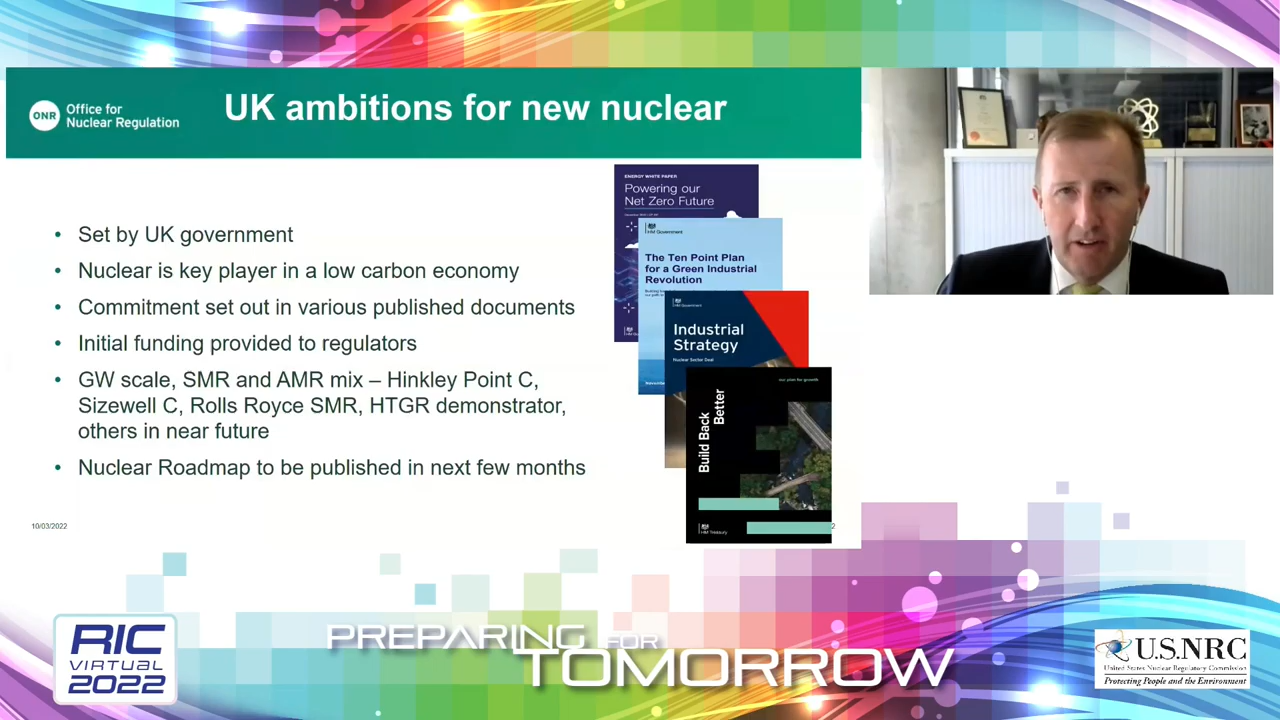 ONR
Office for
Nuclear Regulation
UK ambitions for new nuclear
• Set by UK government
• Nuclear is key player in a low carbon economy
• Commitment set out in various published documents
• Initial funding provided to regulators
• GW scale, SMR and AMR mix – Hinkley Point C,
Sizewell C, Rolls Royce SMR, HTGR demonstrator,
others in near future
• Nuclear Roadmap to be published in next few months
ENERGY WHITE PAPER
Powering our
Net Zero Future
HM Government
The Ten Point Plan
for a Green Industrial
Revolution
HM Government
Industrial
Strategy
Nuclear Sector Deal
our plan for growth
Build Back
Better
HM Treasury
10/03/2022
2
RIC
VIRTUAL
2022
PREPARING FOR
TOMORROW
U.S.NRC
United States Nuclear Regulatory Commission
Protecting People and the Environment